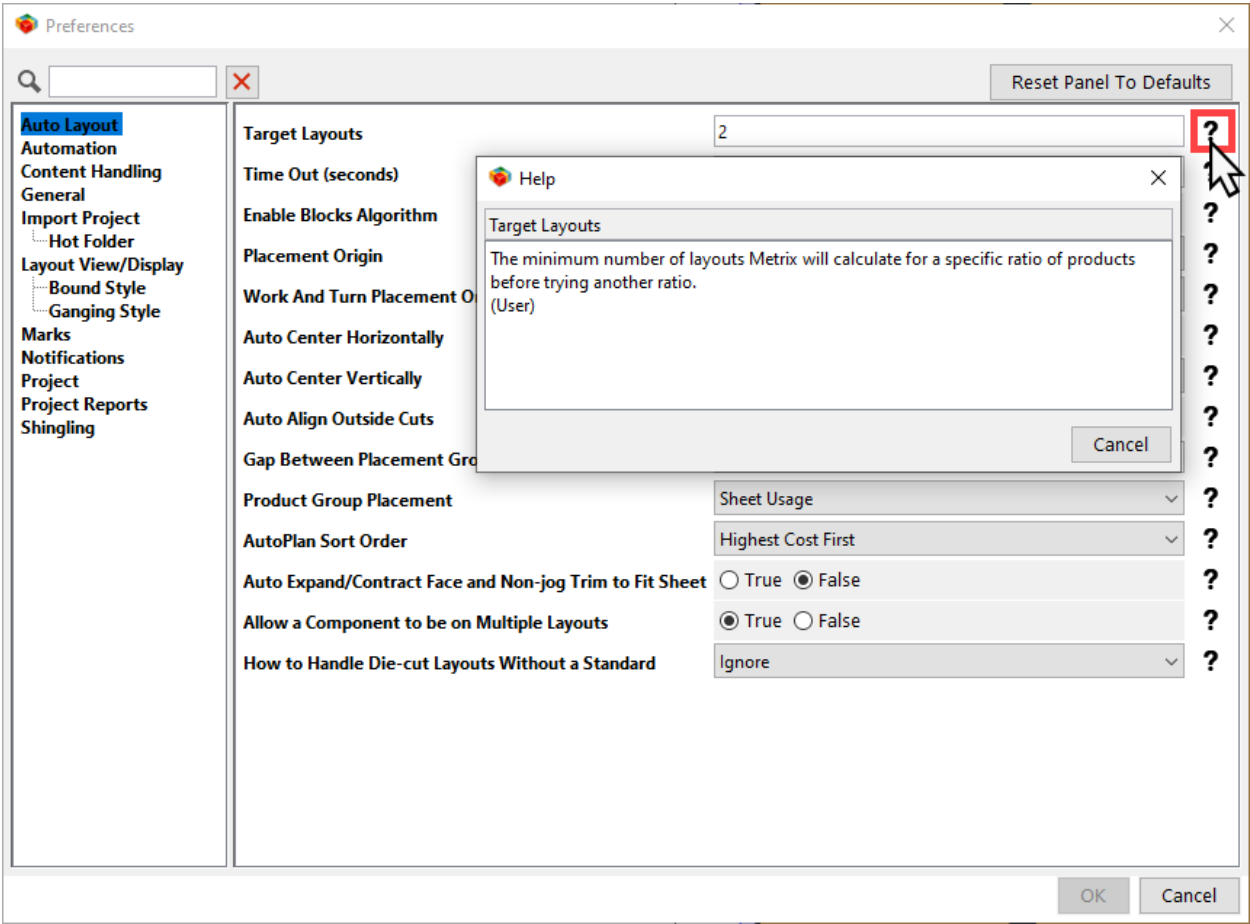 Preferences
Reset Panel To Defaults
Auto Layout
Automation
Content Handling
General
Import Project
Hot Folder
Layout View/Display
Bound Style
Ganging Style
Marks
Notifications
Project
Project Reports
Shingling
Target Layouts 2 ?
Time Out (seconds) ?
Enable Blocks Algorithm ?
Placement Origin ?
Work And Turn Placement O ?
Auto Center Horizontally ?
Auto Center Vertically ?
Auto Align Outside Cuts ?
Gap Between Placement Gro ?
Product Group Placement Sheet Usage ?
AutoPlan Sort Order Highest Cost First ?
Auto Expand/Contract Face and Non-jog Trim to Fit Sheet True False ?
Allow a Component to be on Multiple Layouts True False ?
How to Handle Die-cut Layouts Without a Standard Ignore ?
Help
Target Layouts
The minimum number of layouts Metrix will calculate for a specific ratio of products
before trying another ratio.
(User)
Cancel
OK Cancel